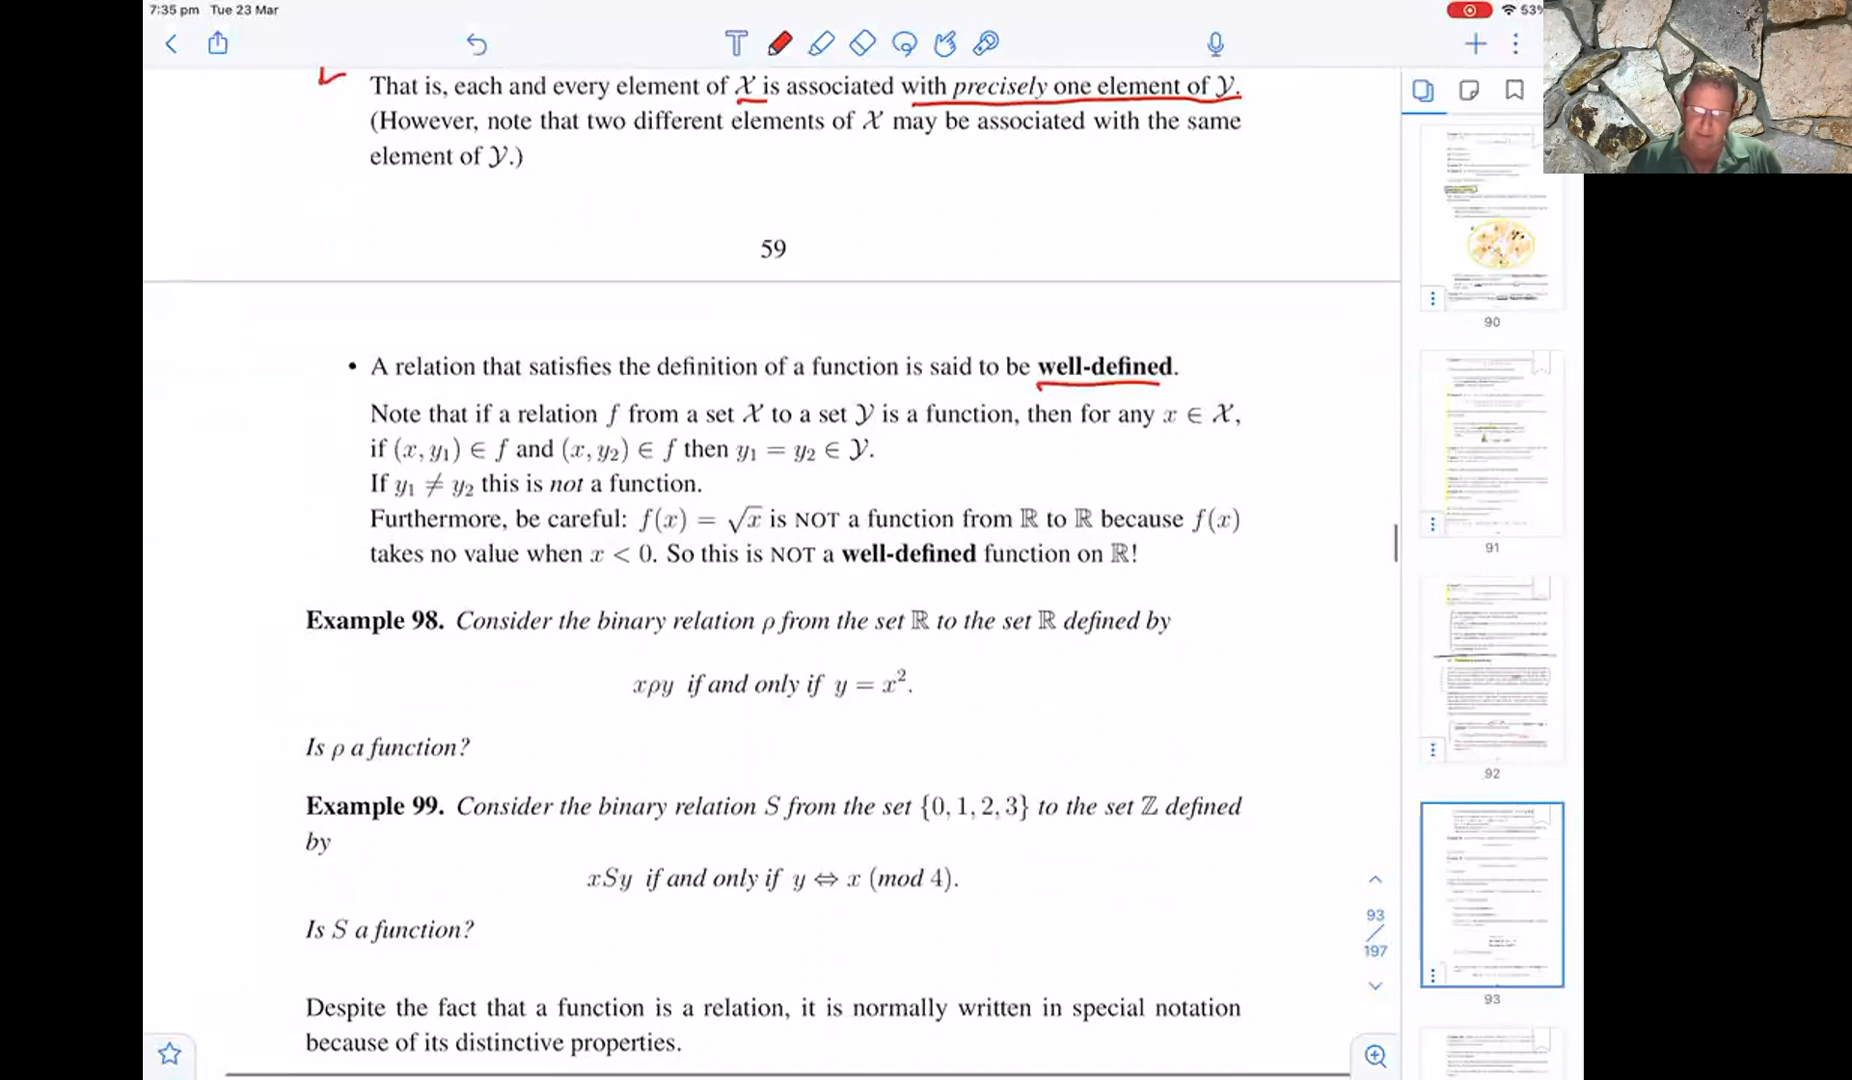 7:35 pm Tue 23 Mar
53%
That is, each and every element of 𝒳 is associated with precisely one element of 𝒴.
(However, note that two different elements of 𝒳 may be associated with the same
element of 𝒴.)
59
• A relation that satisfies the definition of a function is said to be well-defined.
Note that if a relation f from a set 𝒳 to a set 𝒴 is a function, then for any x ∈ 𝒳,
if (x, y₁) ∈ f and (x, y₂) ∈ f then y₁ = y₂ ∈ 𝒴.
If y₁ ≠ y₂ this is not a function.
Furthermore, be careful: f(x) = √x is NOT a function from ℝ to ℝ because f(x)
takes no value when x < 0. So this is NOT a well-defined function on ℝ!
Example 98. Consider the binary relation ρ from the set ℝ to the set ℝ defined by
xρy if and only if y = x².
Is ρ a function?
Example 99. Consider the binary relation S from the set {0, 1, 2, 3} to the set ℤ defined
by
xSy if and only if y ⇔ x (mod 4).
Is S a function?
Despite the fact that a function is a relation, it is normally written in special notation
because of its distinctive properties.
93
/
197
90
91
92
93